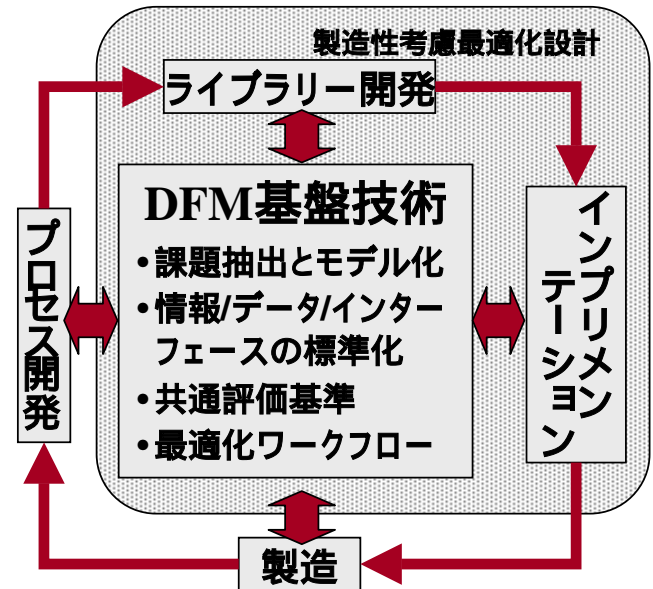 製造性考慮最適化設計
ライブラリー開発
DFM基盤技術
•課題抽出とモデル化
•情報/データ/インター
フェースの標準化
•共通評価基準
•最適化ワークフロー
プロセス開発
インプリメン
テーション
製造